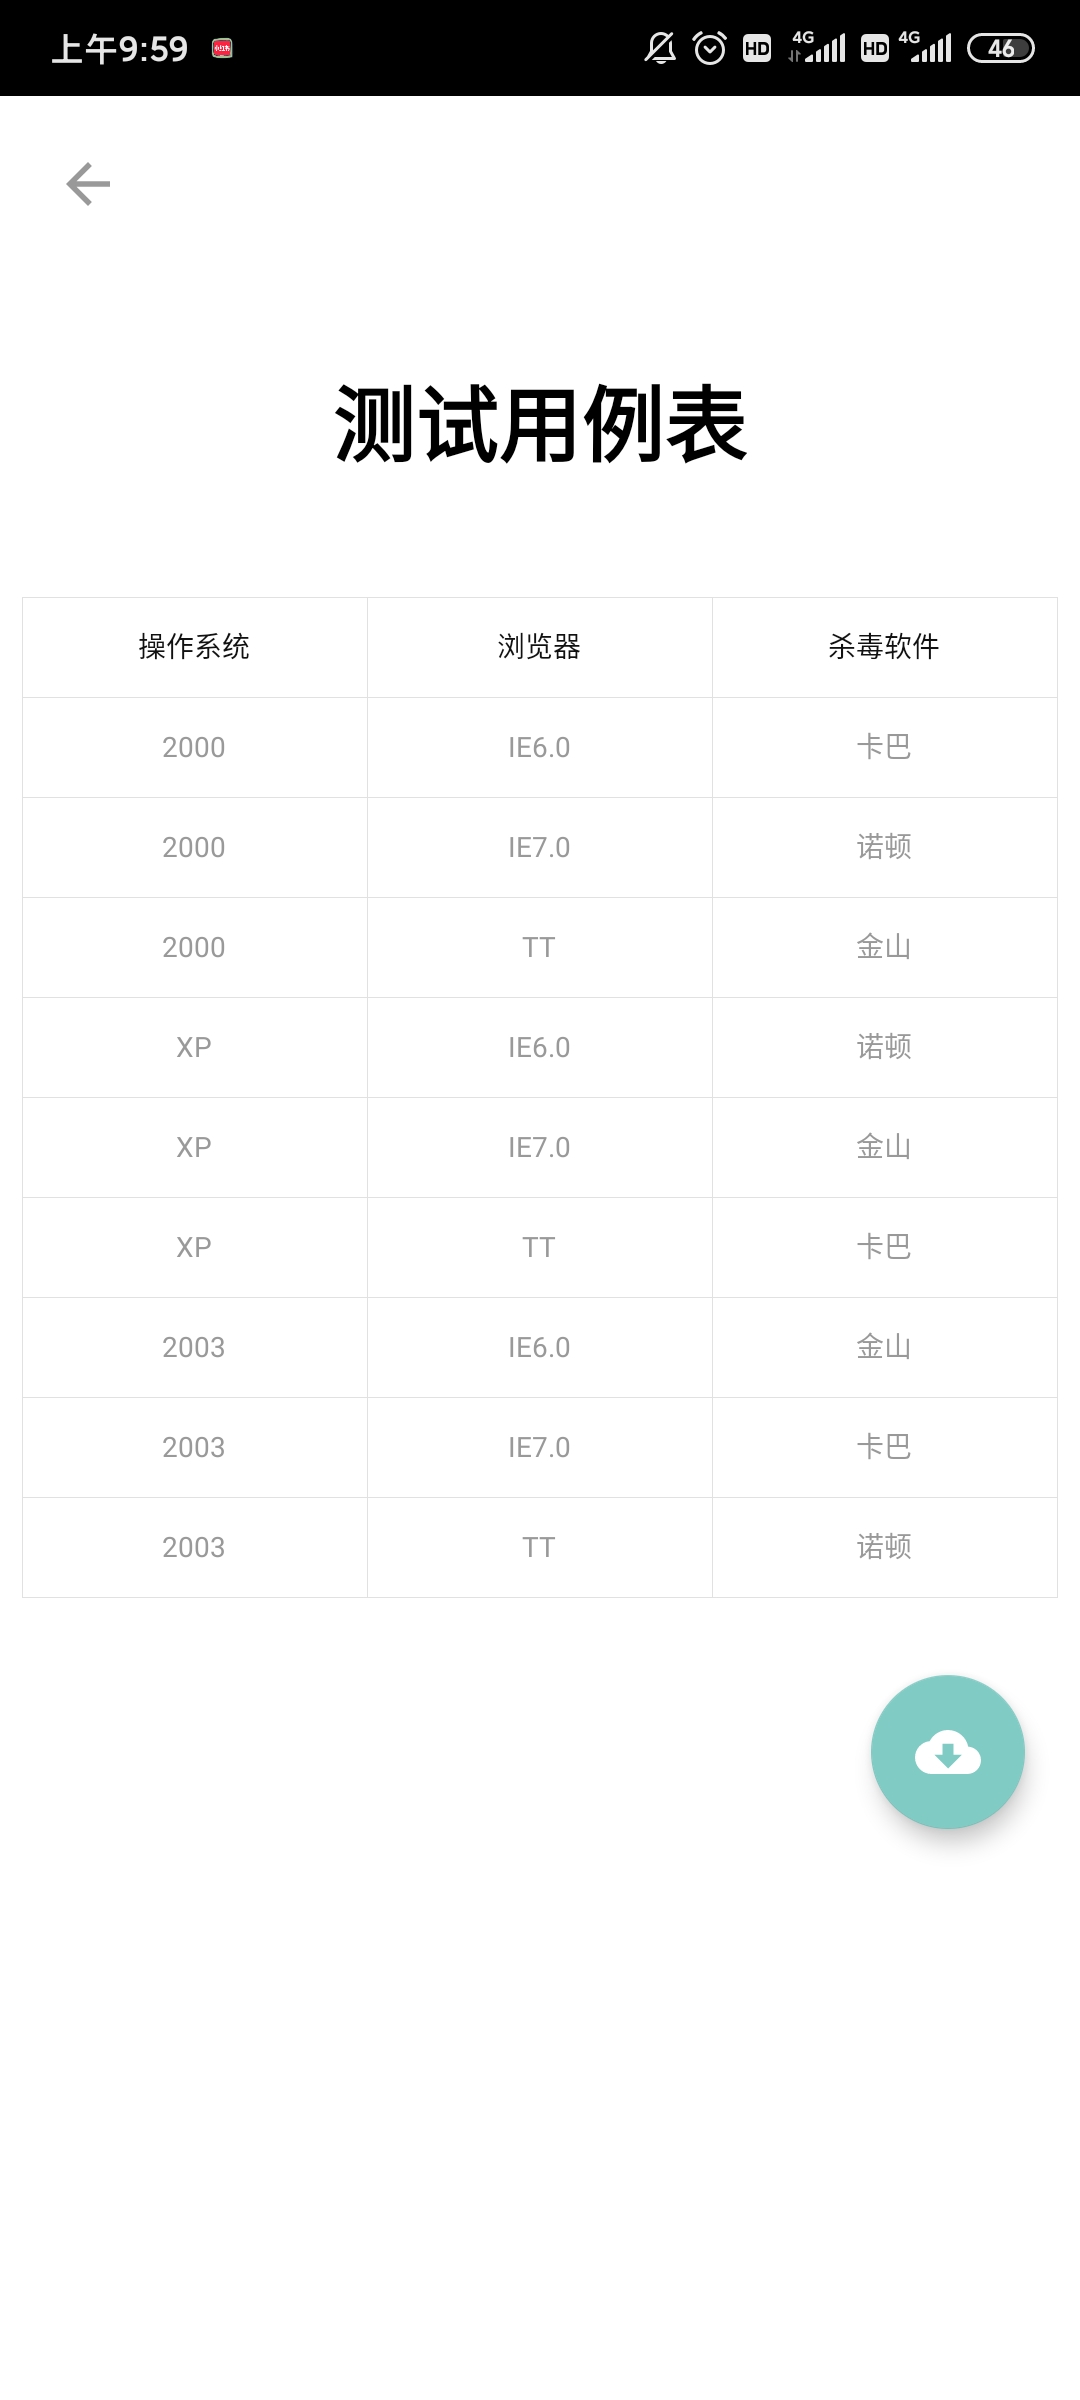 上午9:59 小红书 HD 4G HD 4G 46
测试用例表
操作系统 浏览器 杀毒软件
2000 IE6.0 卡巴
2000 IE7.0 诺顿
2000 TT 金山
XP IE6.0 诺顿
XP IE7.0 金山
XP TT 卡巴
2003 IE6.0 金山
2003 IE7.0 卡巴
2003 TT 诺顿